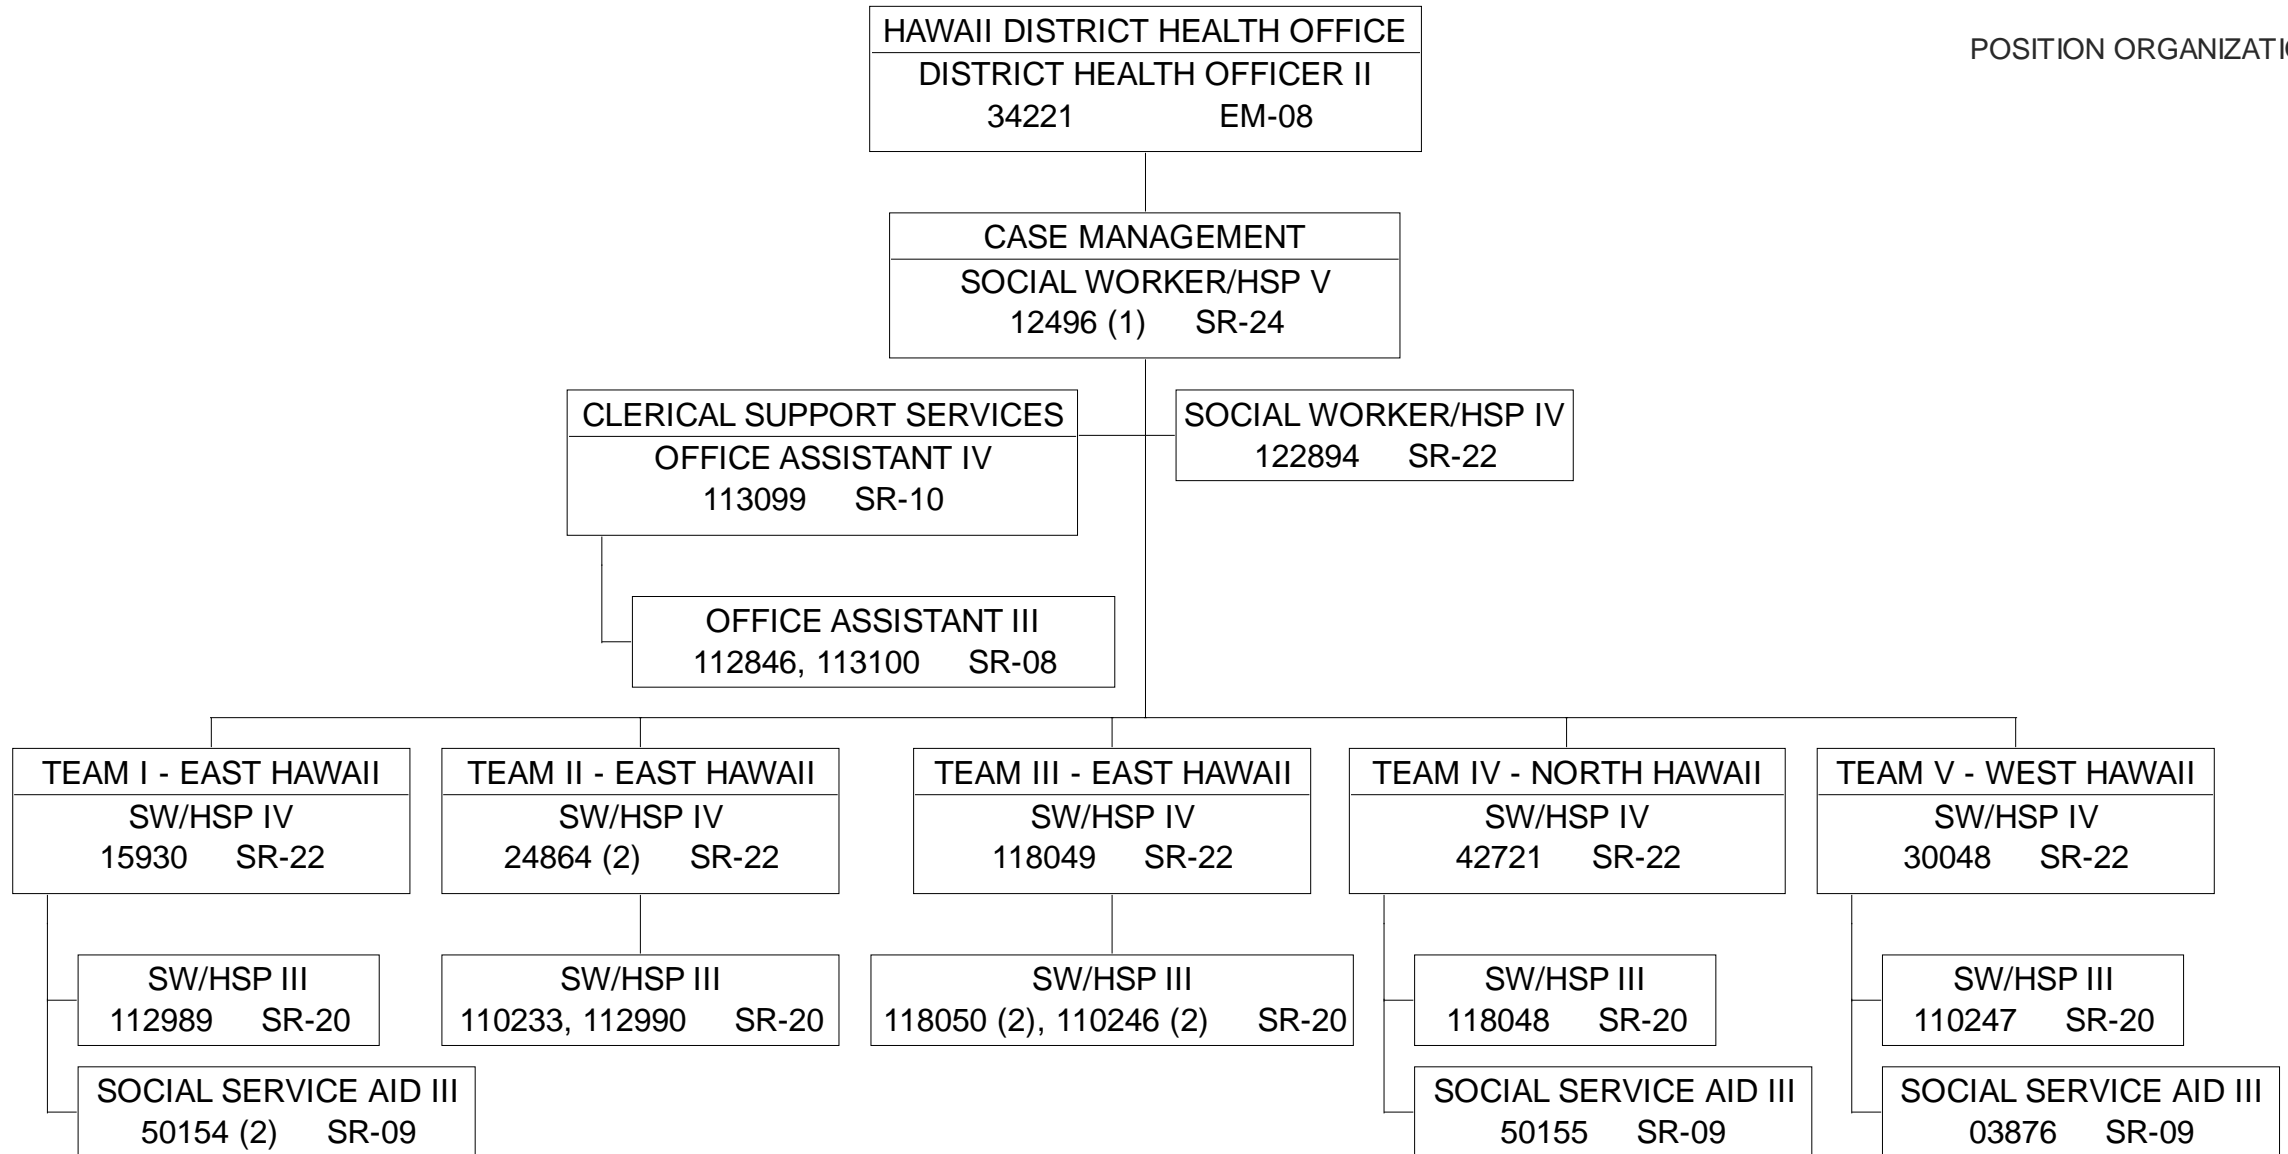 POSITION ORGANIZATI
HAWAII DISTRICT HEALTH OFFICE
DISTRICT HEALTH OFFICER II
34221 EM-08
CASE MANAGEMENT
SOCIAL WORKER/HSP V
12496 (1) SR-24
CLERICAL SUPPORT SERVICES
OFFICE ASSISTANT IV
113099 SR-10
SOCIAL WORKER/HSP IV
122894 SR-22
OFFICE ASSISTANT III
112846, 113100 SR-08
TEAM I - EAST HAWAII
SW/HSP IV
15930 SR-22
SW/HSP III
112989 SR-20
SOCIAL SERVICE AID III
50154 (2) SR-09
TEAM II - EAST HAWAII
SW/HSP IV
24864 (2) SR-22
SW/HSP III
110233, 112990 SR-20
TEAM III - EAST HAWAII
SW/HSP IV
118049 SR-22
SW/HSP III
118050 (2), 110246 (2) SR-20
TEAM IV - NORTH HAWAII
SW/HSP IV
42721 SR-22
SW/HSP III
118048 SR-20
SOCIAL SERVICE AID III
50155 SR-09
TEAM V - WEST HAWAII
SW/HSP IV
30048 SR-22
SW/HSP III
110247 SR-20
SOCIAL SERVICE AID III
03876 SR-09